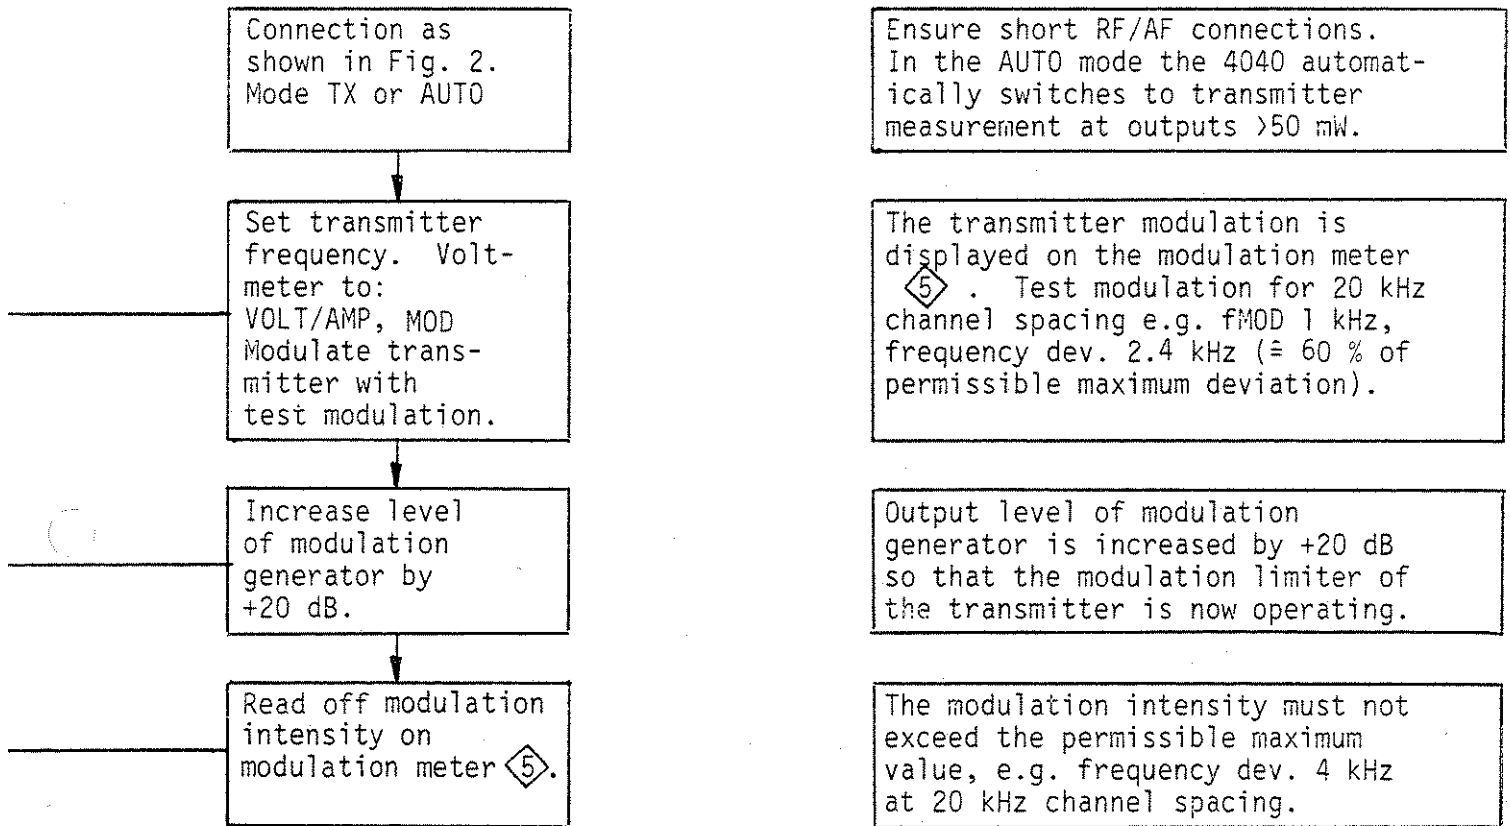 Connection as
shown in Fig. 2.
Mode TX or AUTO
Ensure short RF/AF connections.
In the AUTO mode the 4040 automat-
ically switches to transmitter
measurement at outputs >50 mW.
Set transmitter
frequency. Volt-
meter to:
VOLT/AMP, MOD
Modulate trans-
mitter with
test modulation.
The transmitter modulation is
displayed on the modulation meter
5 . Test modulation for 20 kHz
channel spacing e.g. fMOD 1 kHz,
frequency dev. 2.4 kHz (≙ 60 % of
permissible maximum deviation).
Increase level
of modulation
generator by
+20 dB.
Output level of modulation
generator is increased by +20 dB
so that the modulation limiter of
the transmitter is now operating.
Read off modulation
intensity on
modulation meter 5.
The modulation intensity must not
exceed the permissible maximum
value, e.g. frequency dev. 4 kHz
at 20 kHz channel spacing.